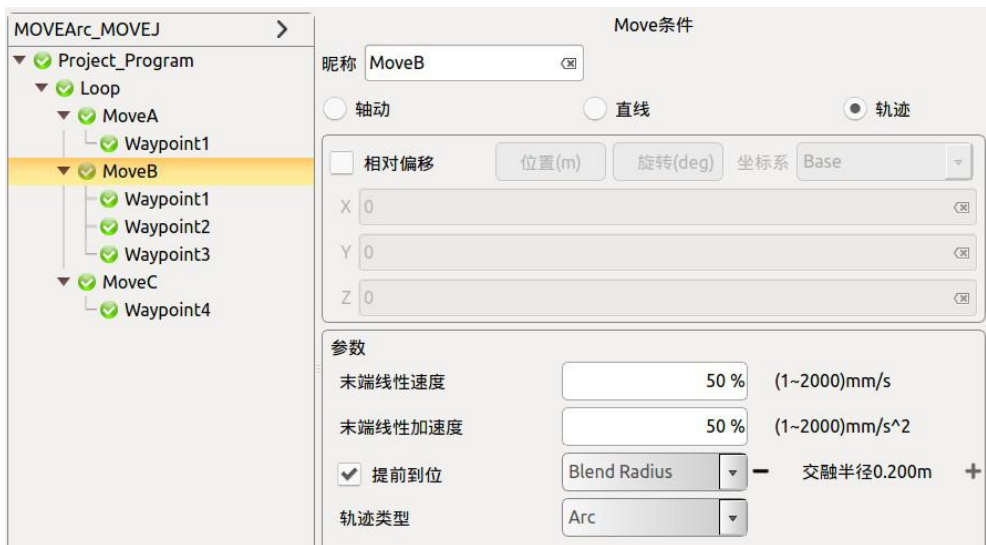 MOVEArc_MOVEJ
Project_Program
Loop
MoveA
Waypoint1
MoveB
Waypoint1
Waypoint2
Waypoint3
MoveC
Waypoint4
Move条件
昵称 MoveB
轴动 直线 轨迹
相对偏移 位置(m) 旋转(deg) 坐标系 Base
X 0
Y 0
Z 0
参数
末端线性速度 50 % (1~2000)mm/s
末端线性加速度 50 % (1~2000)mm/s^2
提前到位 Blend Radius 交融半径0.200m
轨迹类型 Arc